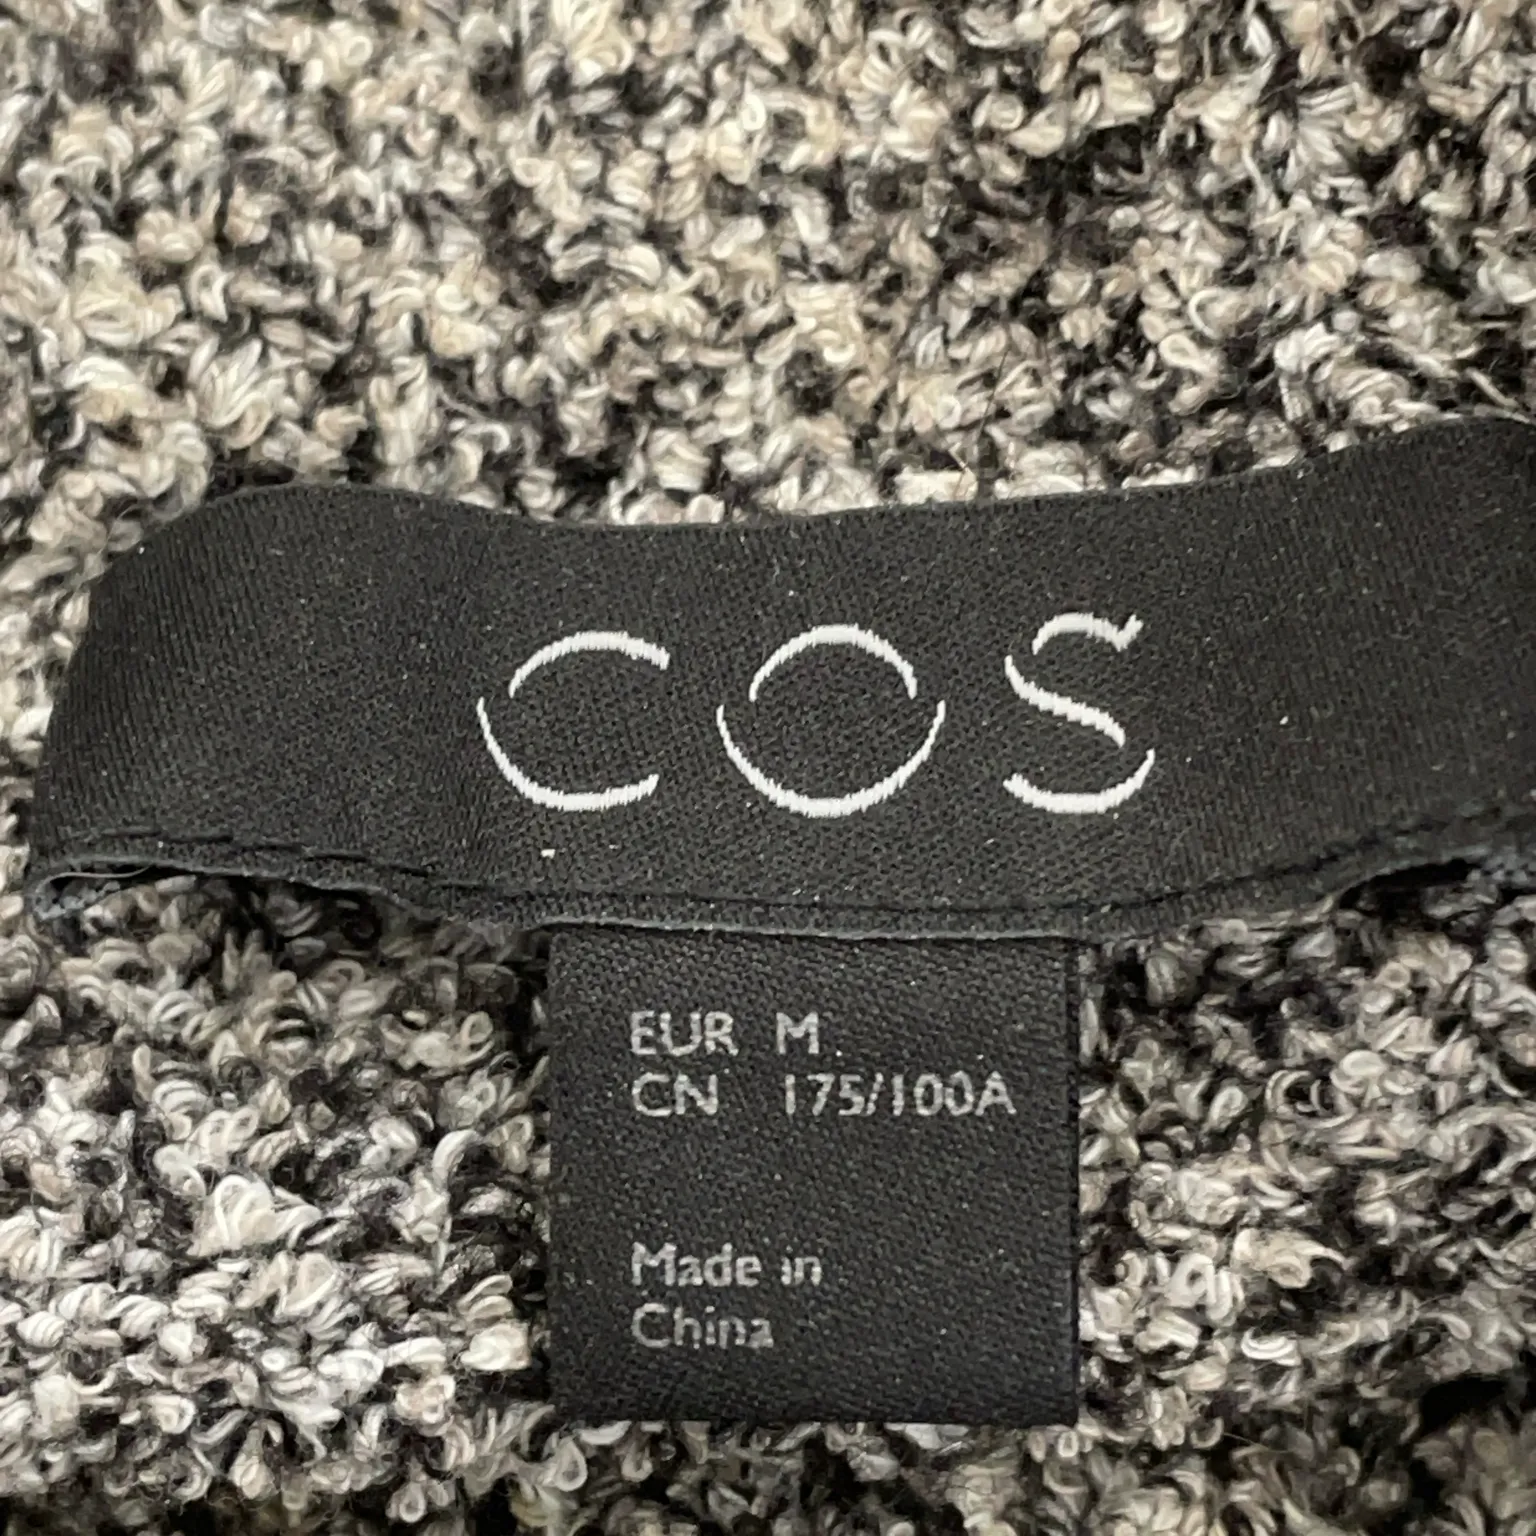 COS
EUR M
CN 175/100A
Made in
China